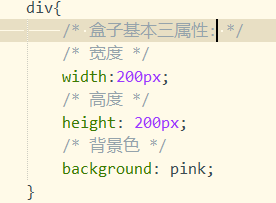 div{
/* 盒子基本三属性: */
/* 宽度 */
width:200px;
/* 高度 */
height: 200px;
/* 背景色 */
background: pink;
}